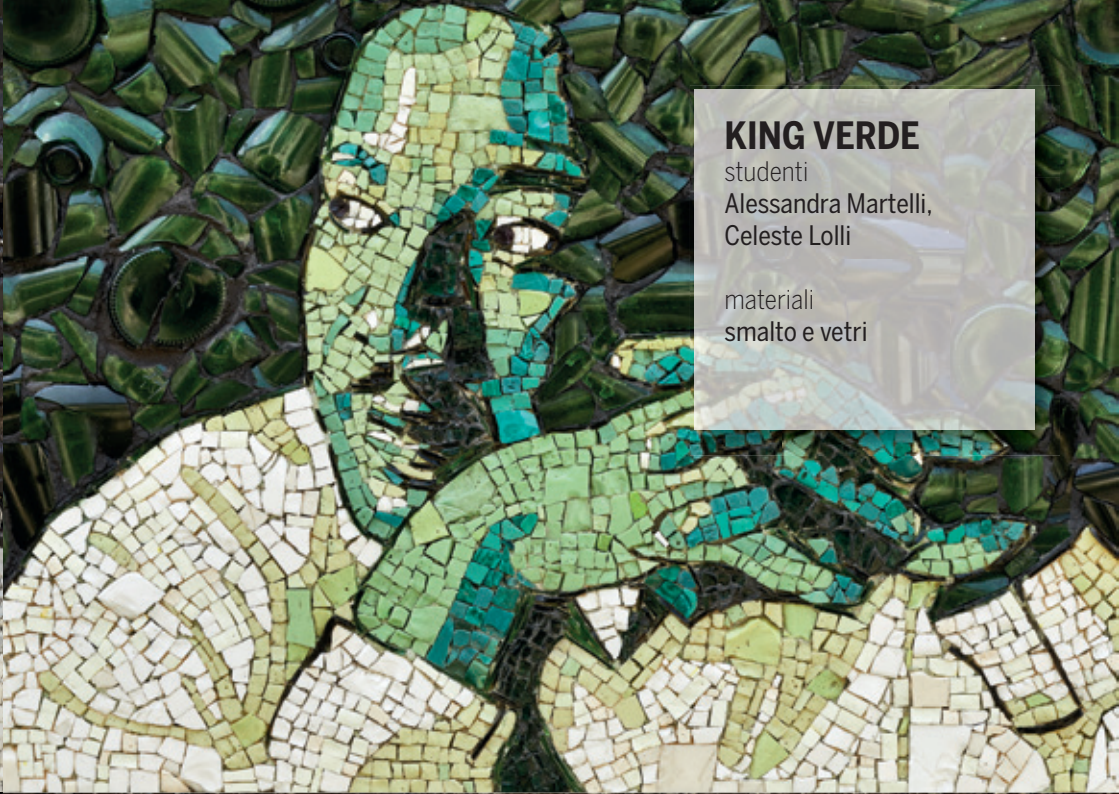 KING VERDE
studenti
Alessandra Martelli,
Celeste Lolli
materiali
smalto e vetri